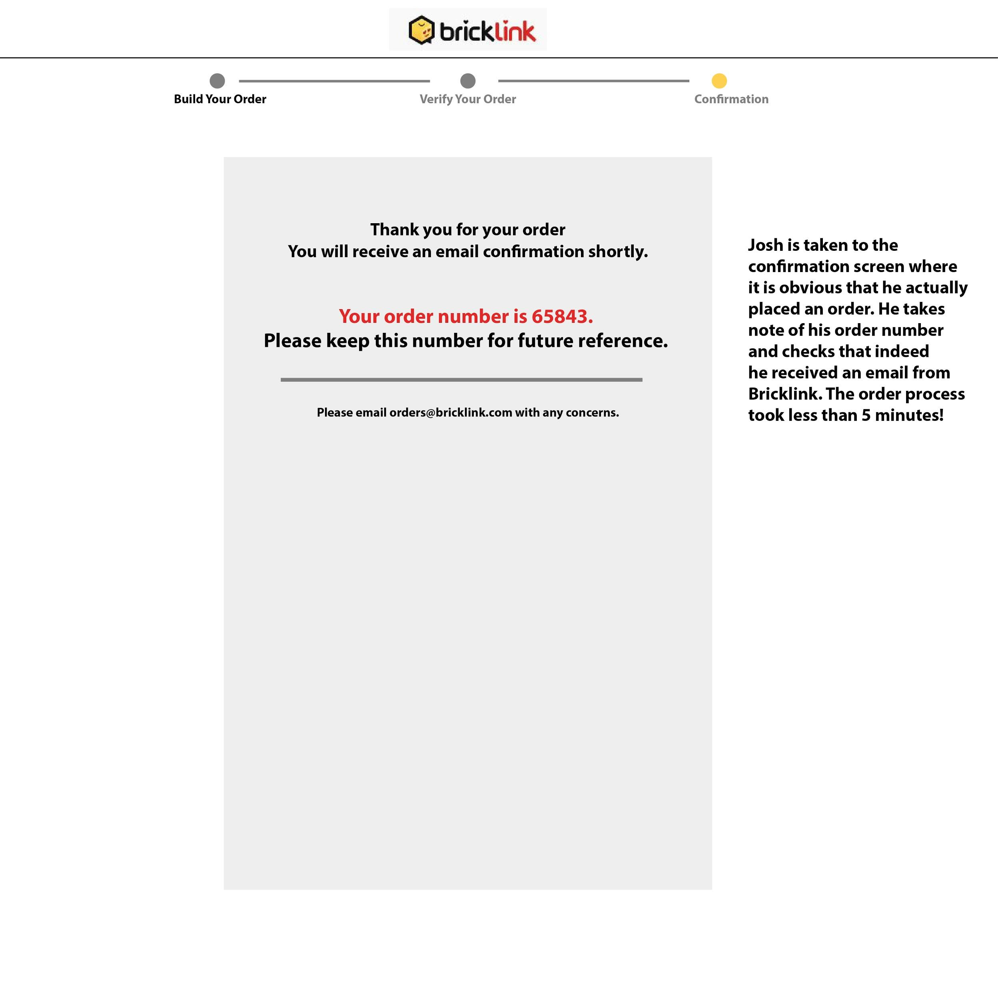 bricklink
Build Your Order
Verify Your Order
Confirmation
Thank you for your order
You will receive an email confirmation shortly.
Your order number is 65843.
Please keep this number for future reference.
Please email orders@bricklink.com with any concerns.
Josh is taken to the
confirmation screen where
it is obvious that he actually
placed an order. He takes
note of his order number
and checks that indeed
he received an email from
Bricklink. The order process
took less than 5 minutes!